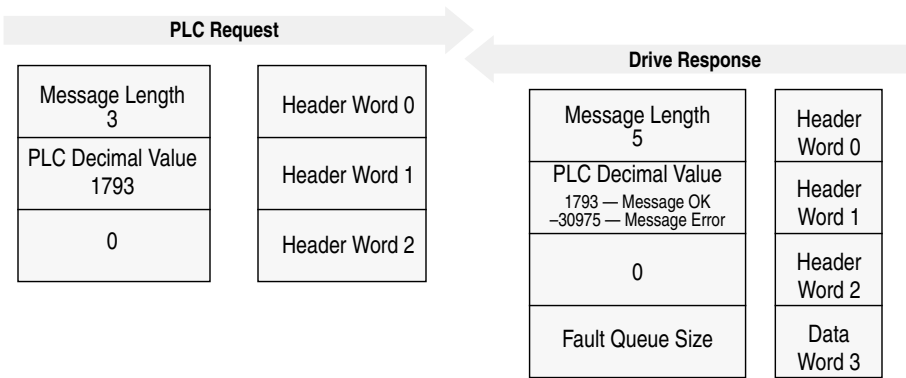 PLC Request
Message Length
3
Header Word 0
PLC Decimal Value
1793
Header Word 1
0
Header Word 2
Drive Response
Message Length
5
Header
Word 0
PLC Decimal Value
1793 — Message OK
–30975 — Message Error
Header
Word 1
0
Header
Word 2
Fault Queue Size
Data
Word 3